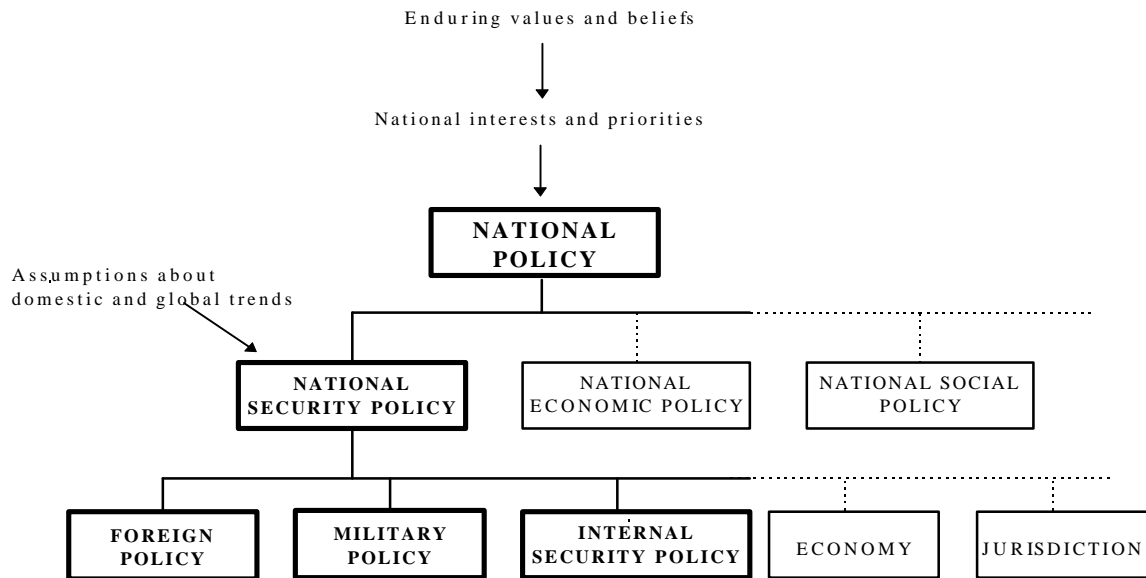 Enduring values and beliefs
National interests and priorities
NATIONAL
POLICY
Assumptions about
domestic and global trends
NATIONAL
SECURITY POLICY
NATIONAL
ECONOMIC POLICY
NATIONAL SOCIAL
POLICY
FOREIGN
POLICY
MILITARY
POLICY
INTERNAL
SECURITY POLICY
ECONOMY
JURISDICTION